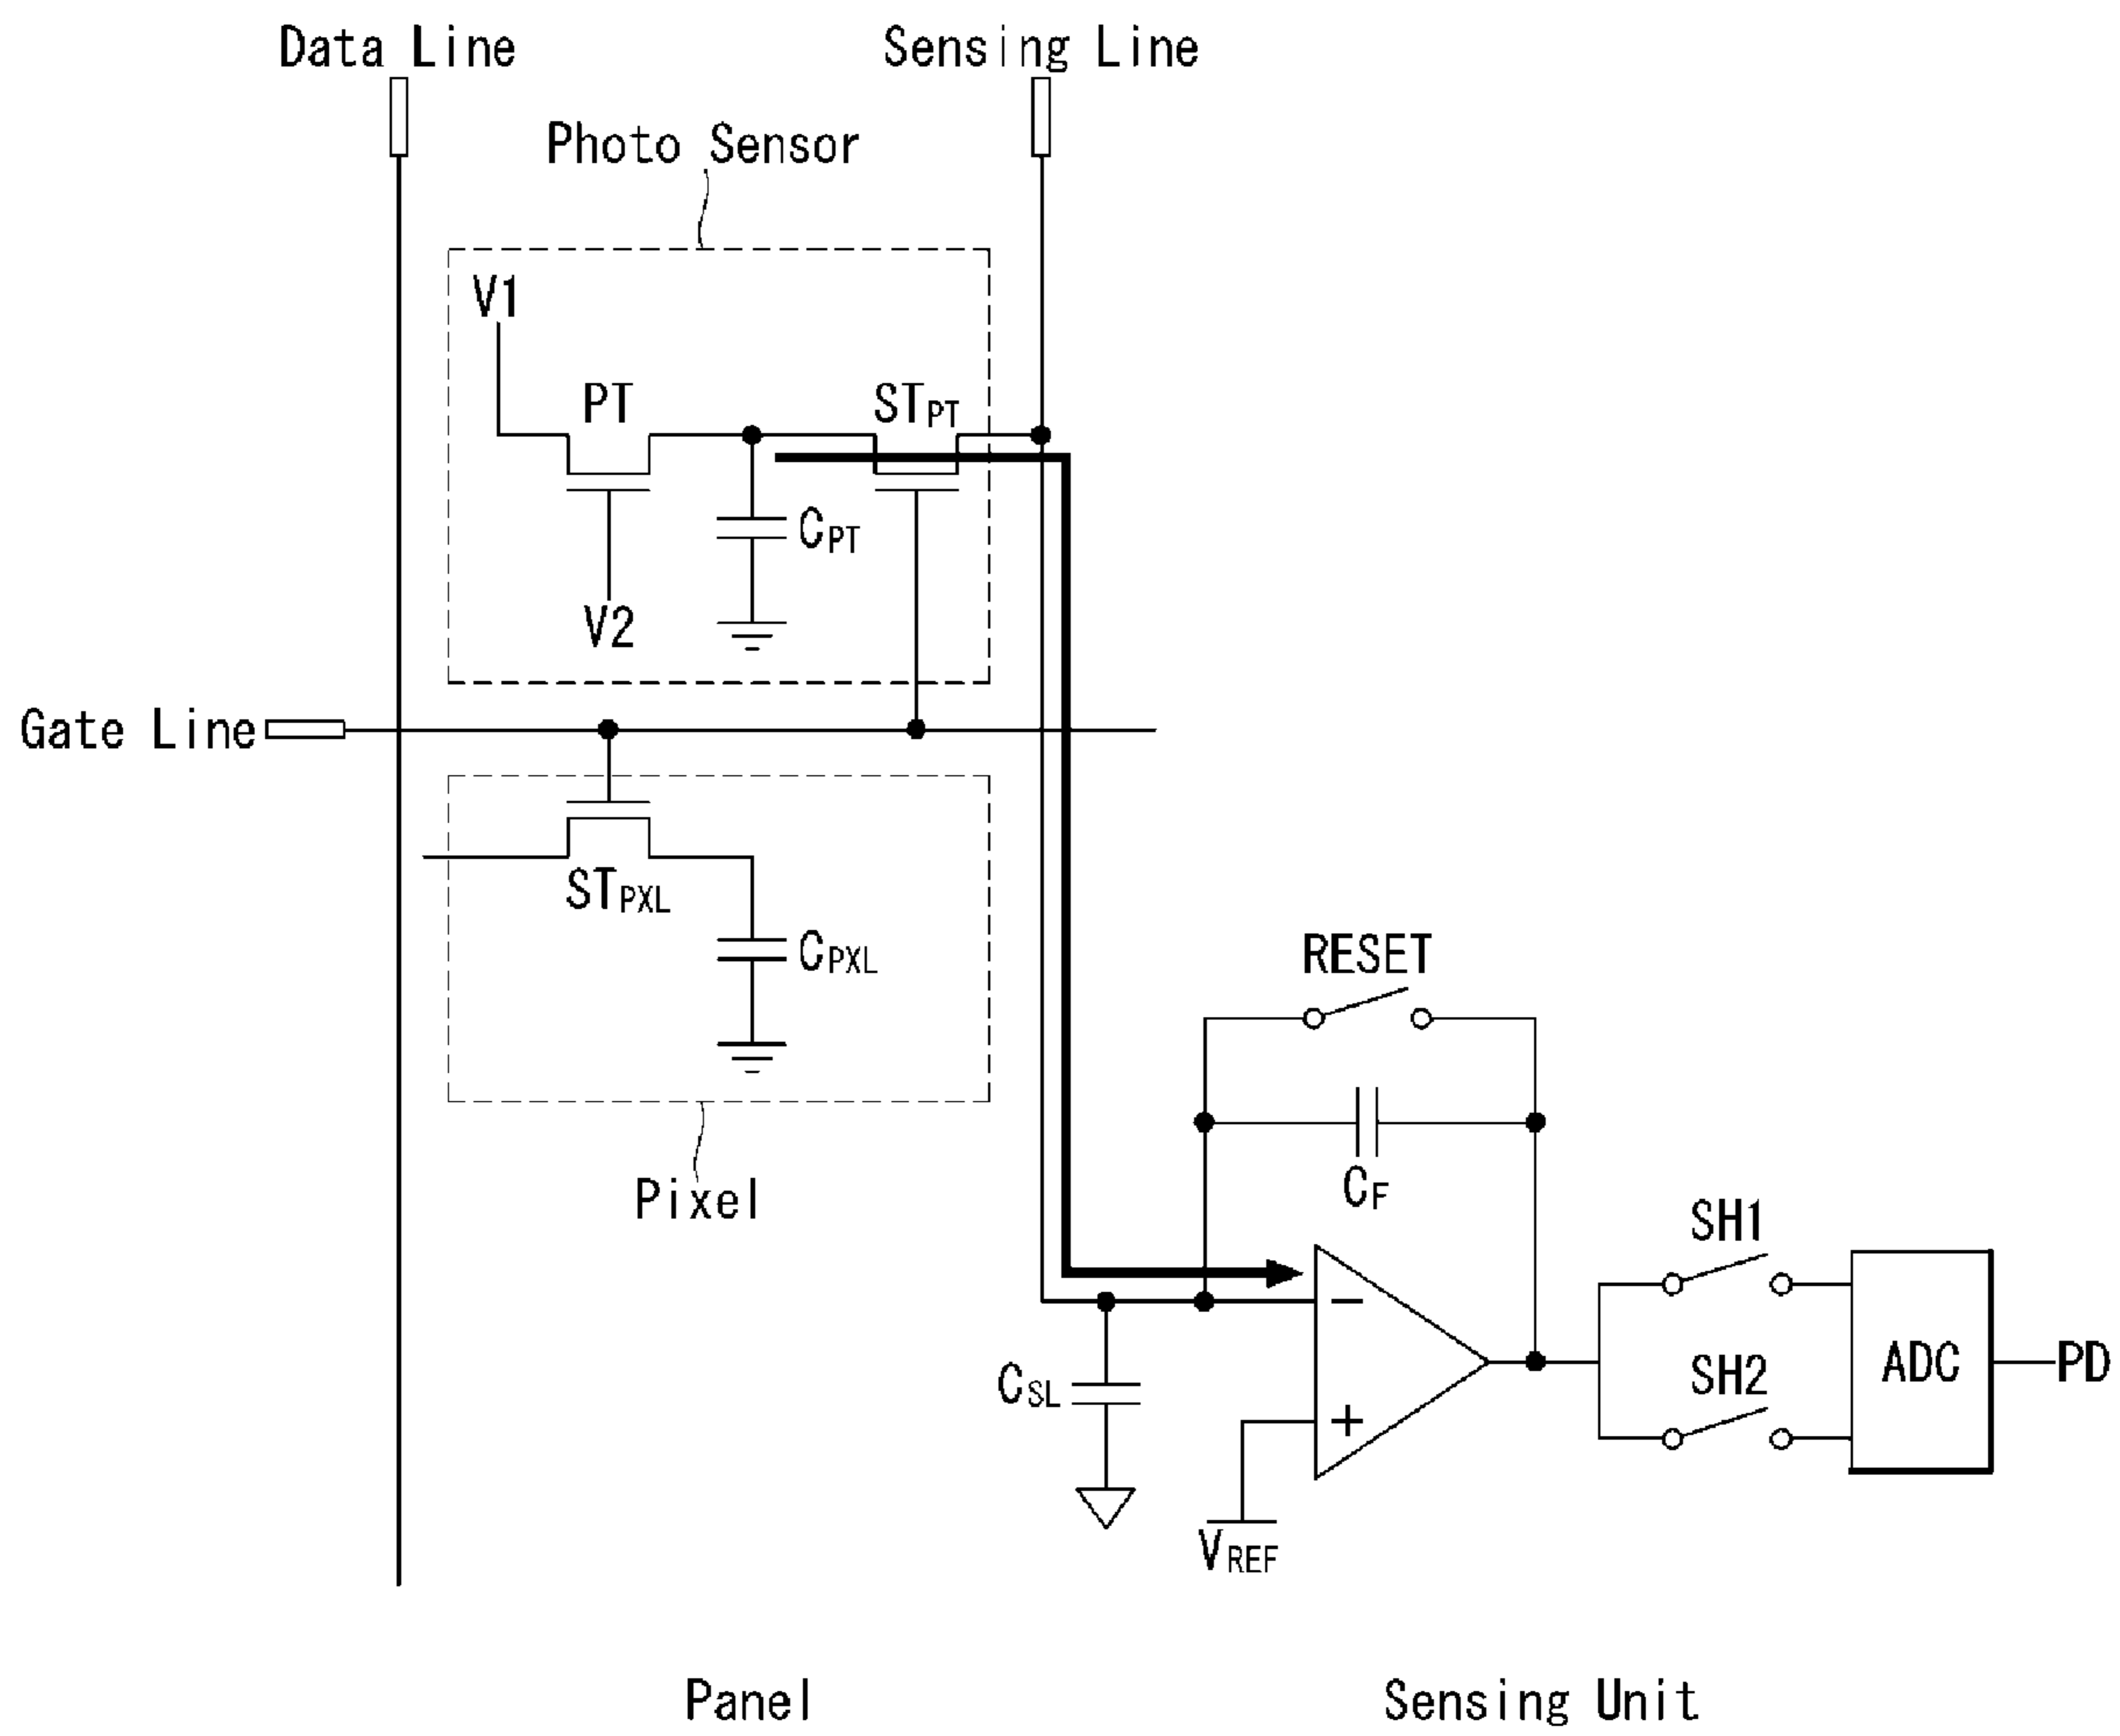 Data Line
Sensing Line
Photo Sensor
V1
PT
STPT
CPT
V2
Gate Line
STPXL
CPXL
RESET
Pixel
CF
SH1
CSL
SH2
ADC
PD
VREF
Panel
Sensing Unit